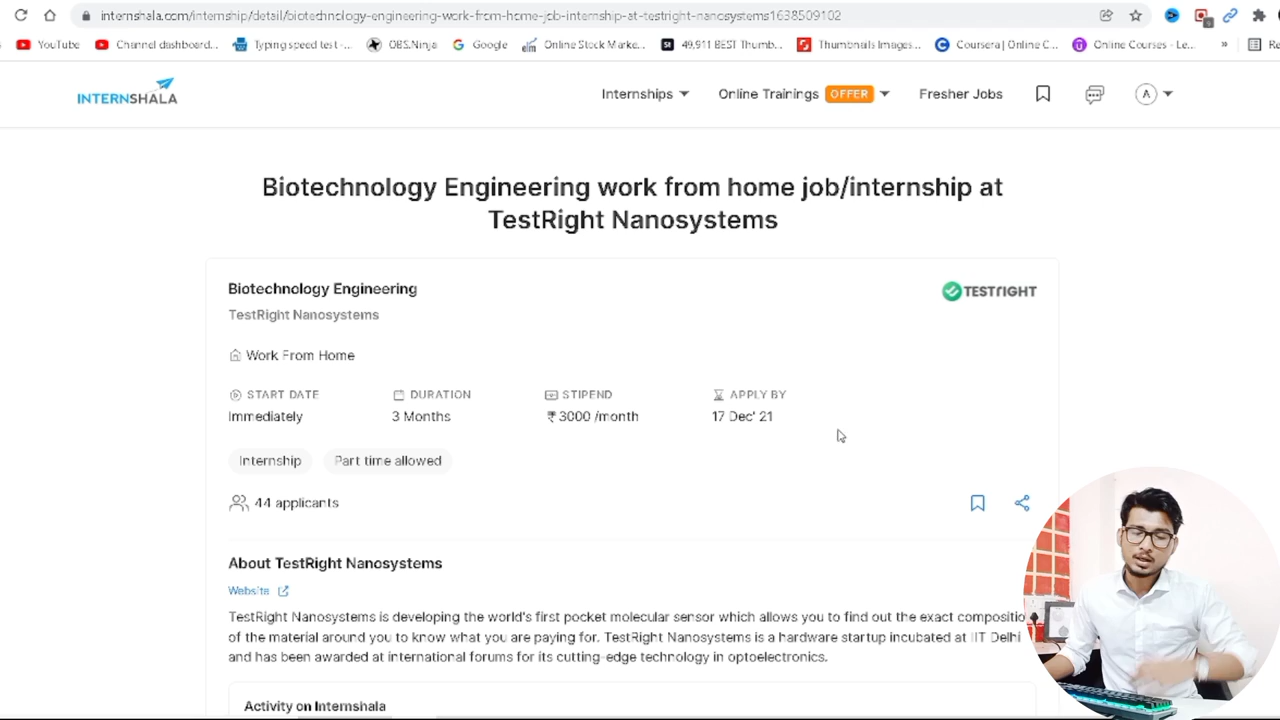 internshala.com/internship/detail/biotechnology-engineering-work-from-home-job-internship-at-testright-nanosystems1638509102
YouTube Channel dashboard... Typing speed test -... OBS.Ninja Google Online Stock Marke... St 49,911 BEST Thumb... Thumbnails Images... C Coursera | Online C... Online Courses - Le... » Re
INTERNSHALA Internships Online Trainings OFFER Fresher Jobs A
Biotechnology Engineering work from home job/internship at
TestRight Nanosystems
Biotechnology Engineering
TESTRIGHT
TestRight Nanosystems
Work From Home
START DATE DURATION STIPEND APPLY BY
Immediately 3 Months ₹ 3000 /month 17 Dec' 21
Internship Part time allowed
44 applicants
About TestRight Nanosystems
Website
TestRight Nanosystems is developing the world's first pocket molecular sensor which allows you to find out the exact compositio
of the material around you to know what you are paying for. TestRight Nanosystems is a hardware startup incubated at IIT Delhi
and has been awarded at international forums for its cutting-edge technology in optoelectronics.
Activity on Internshala